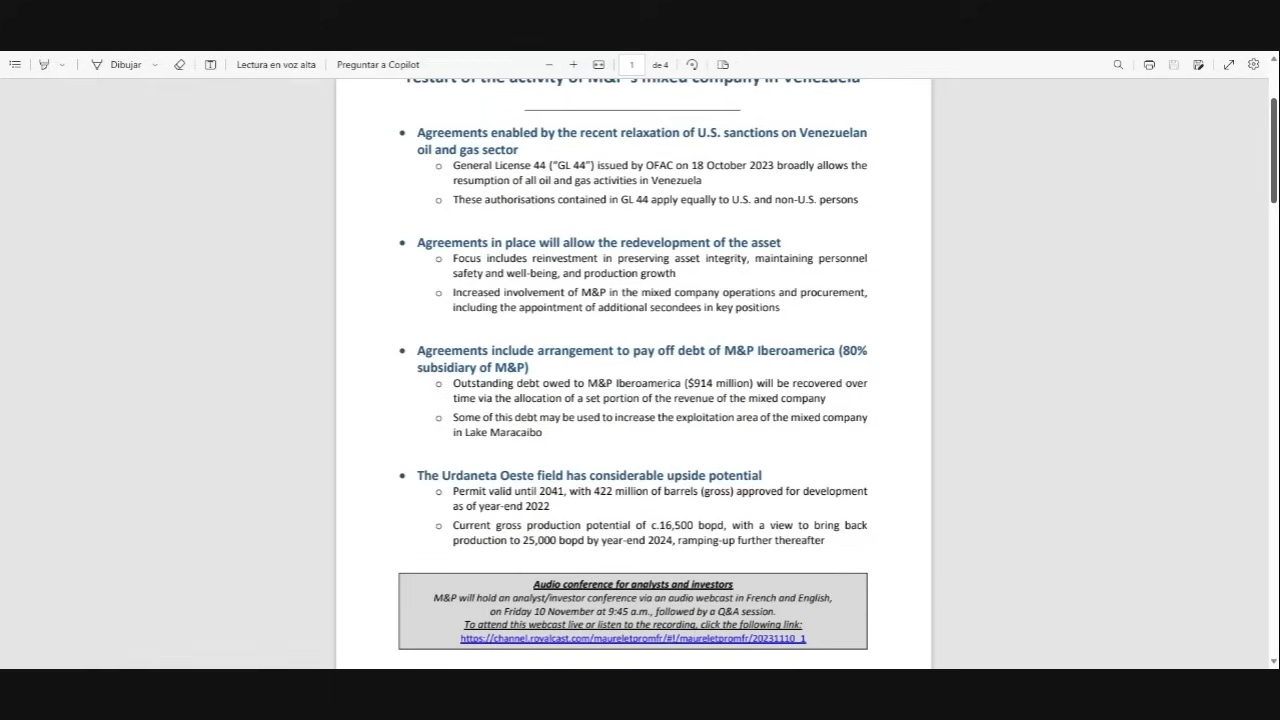 Dibujar
Lectura en voz alta
Preguntar a Copilot
1
de 4
restart of the activity of M&P's mixed company in Venezuela
• Agreements enabled by the recent relaxation of U.S. sanctions on Venezuelan
oil and gas sector
o General License 44 ("GL 44") issued by OFAC on 18 October 2023 broadly allows the
resumption of all oil and gas activities in Venezuela
o These authorisations contained in GL 44 apply equally to U.S. and non-U.S. persons
• Agreements in place will allow the redevelopment of the asset
o Focus includes reinvestment in preserving asset integrity, maintaining personnel
safety and well-being, and production growth
o Increased involvement of M&P in the mixed company operations and procurement,
including the appointment of additional secondees in key positions
• Agreements include arrangement to pay off debt of M&P Iberoamerica (80%
subsidiary of M&P)
o Outstanding debt owed to M&P Iberoamerica ($914 million) will be recovered over
time via the allocation of a set portion of the revenue of the mixed company
o Some of this debt may be used to increase the exploitation area of the mixed company
in Lake Maracaibo
• The Urdaneta Oeste field has considerable upside potential
o Permit valid until 2041, with 422 million of barrels (gross) approved for development
as of year-end 2022
o Current gross production potential of c.16,500 bopd, with a view to bring back
production to 25,000 bopd by year-end 2024, ramping-up further thereafter
Audio conference for analysts and investors
M&P will hold an analyst/investor conference via an audio webcast in French and English,
on Friday 10 November at 9:45 a.m., followed by a Q&A session.
To attend this webcast live or listen to the recording, click the following link:
https://channel.royalcast.com/maureletpromfr/#!/maureletpromfr/20231110_1